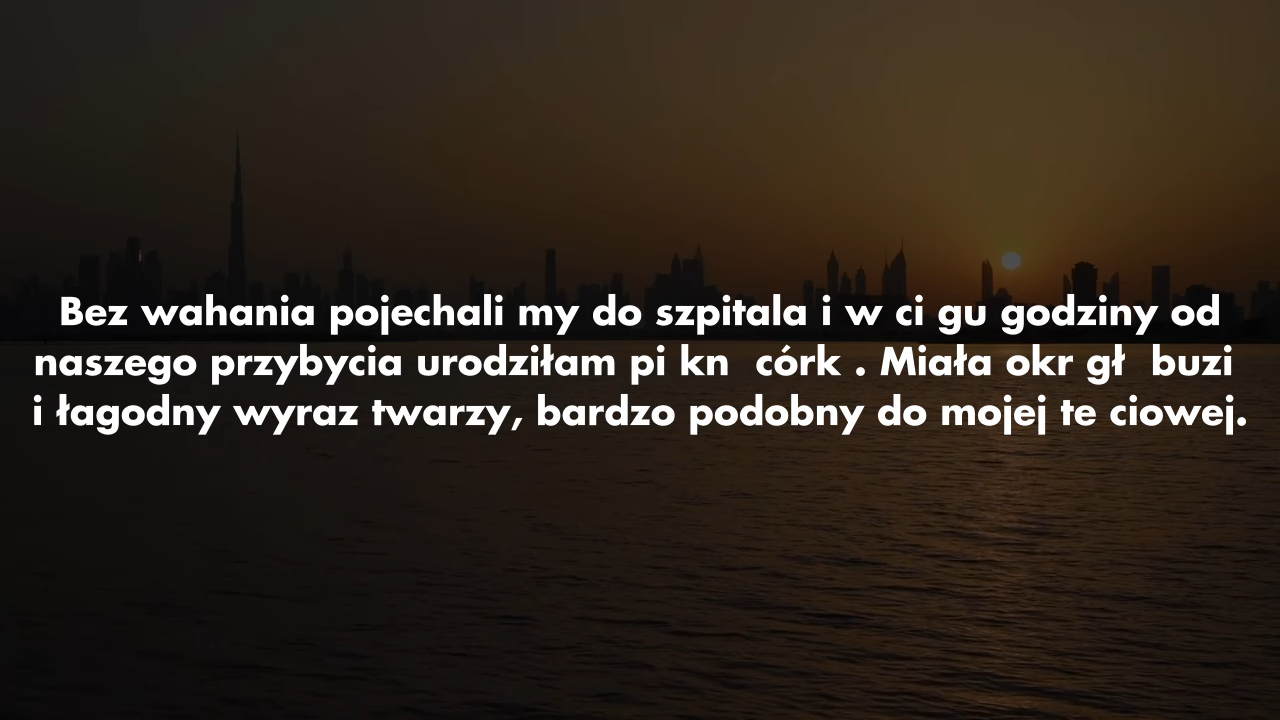 Bez wahania pojechali my do szpitala i w ci gu godziny od
naszego przybycia urodziłam pi kn  córk . Miała okr gł  buzi
i łagodny wyraz twarzy, bardzo podobny do mojej te ciowej.